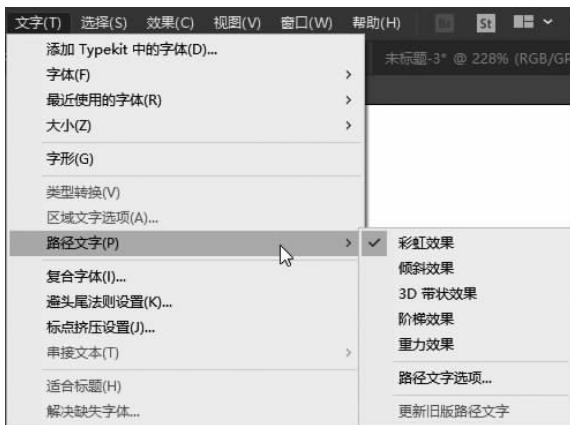 文字(T) 选择(S) 效果(C) 视图(V) 窗口(W) 帮助(H) Br St
添加 Typekit 中的字体(D)...
未标题-3* @ 228% (RGB/GP
字体(F)
最近使用的字体(R)
大小(Z)
字形(G)
类型转换(V)
区域文字选项(A)...
路径文字(P)
复合字体(I)...
避头尾法则设置(K)...
标点挤压设置(J)...
串接文本(T)
适合标题(H)
解决缺失字体...
彩虹效果
倾斜效果
3D 带状效果
阶梯效果
重力效果
路径文字选项...
更新旧版路径文字